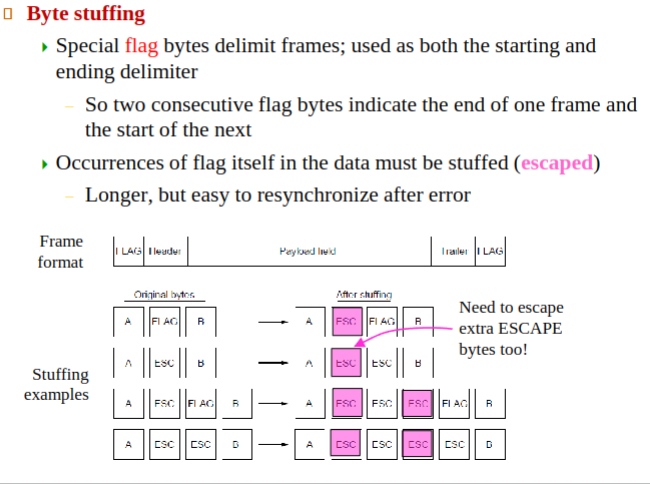 Byte stuffing
Special flag bytes delimit frames; used as both the starting and
ending delimiter
So two consecutive flag bytes indicate the end of one frame and
the start of the next
Occurrences of flag itself in the data must be stuffed (escaped)
Longer, but easy to resynchronize after error
Frame
format
FLAG Header Payload field Trailer FLAG
Original bytes After stuffing
A FLAG B A ESC FLAG B
Need to escape
extra ESCAPE
bytes too!
A ESC B A ESC ESC B
Stuffing
examples
A ESC FLAG B A ESC ESC ESC FLAG B
A ESC ESC B A ESC ESC ESC ESC B